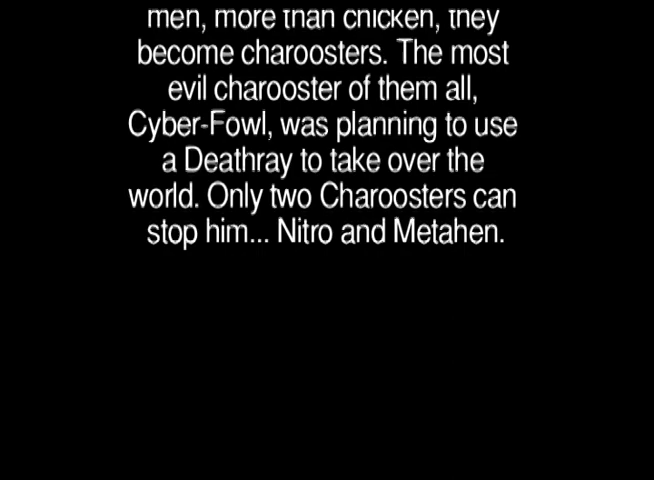 men, more than chicken, they
become charoosters. The most
evil charooster of them all,
Cyber-Fowl, was planning to use
a Deathray to take over the
world. Only two Charoosters can
stop him... Nitro and Metahen.